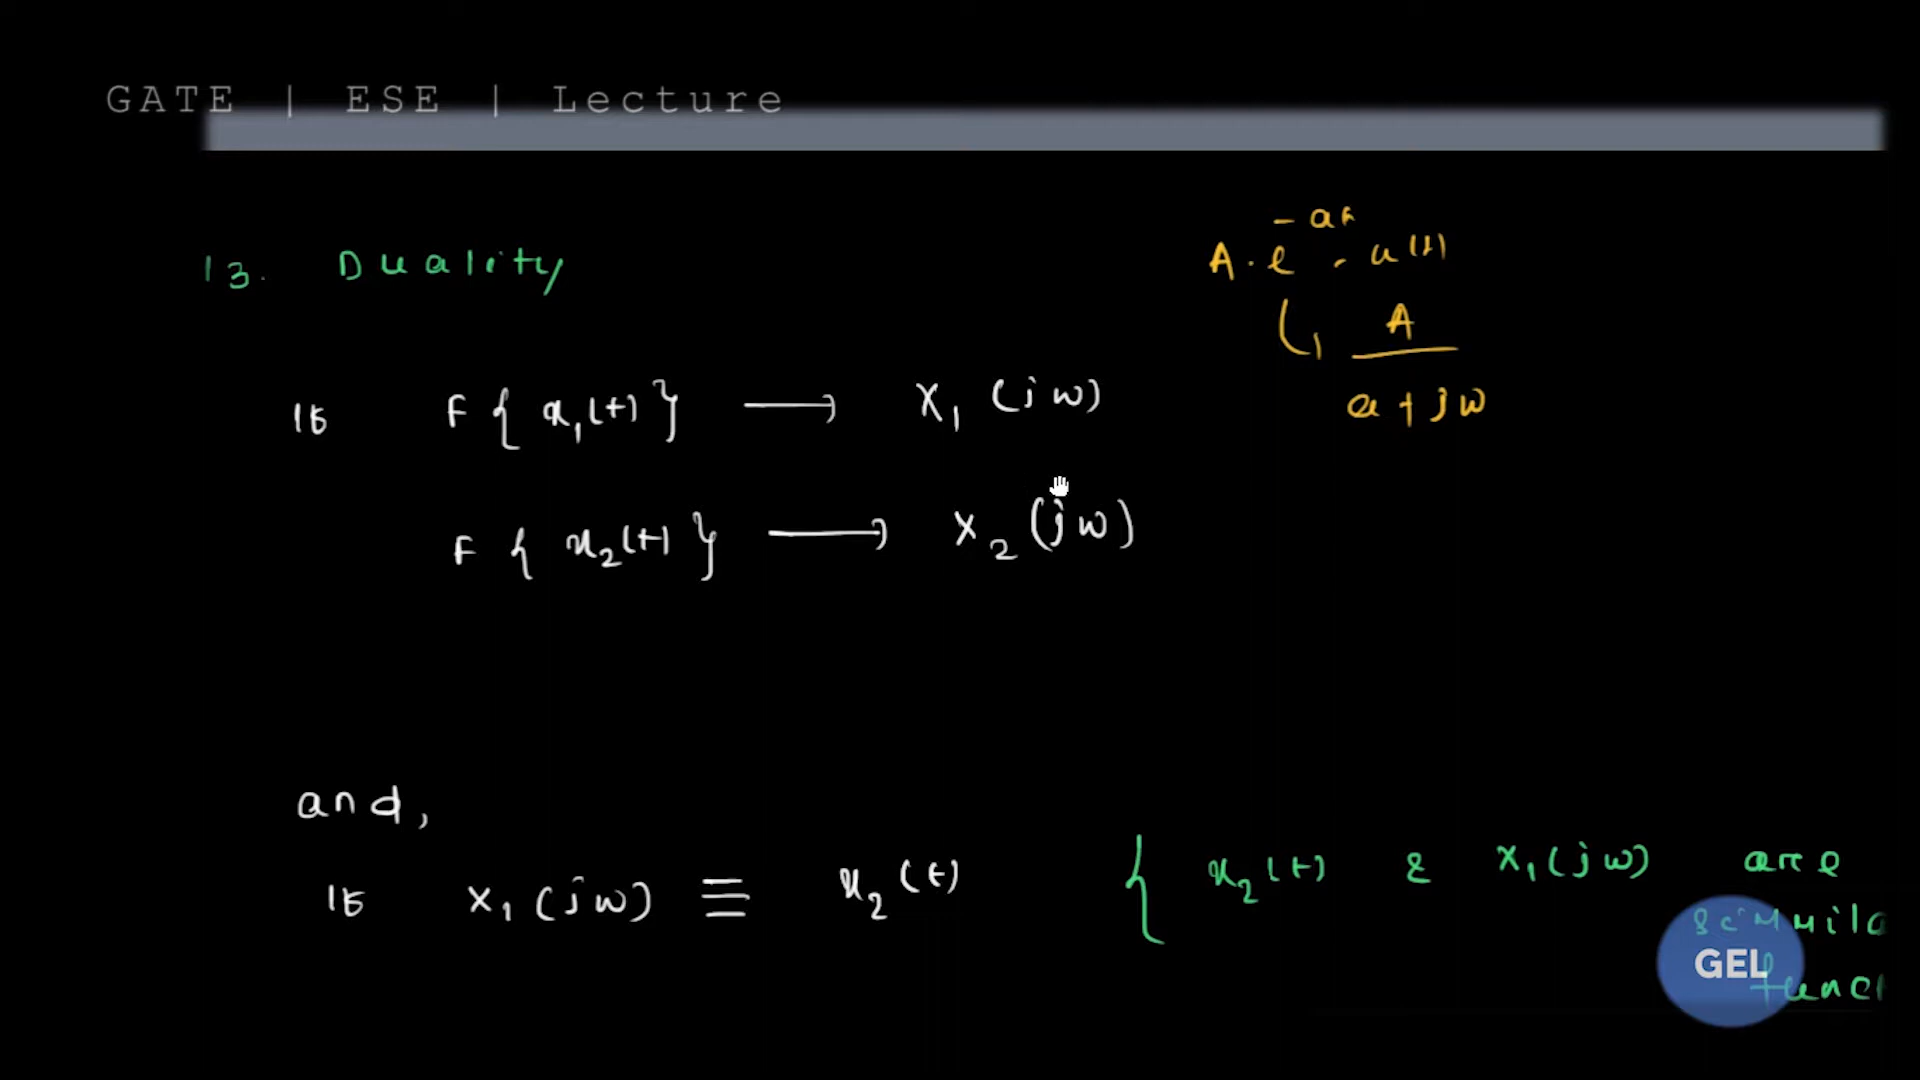 GATE | ESE | Lecture
13. Duality
A. e^{-at} . u(t)
A
a + jω
If F{ x₁(t) } → X₁ (jω)
F { x₂(t) } → X₂ (jω)
and,
If X₁(jω) ≡ x₂(t) { x₂(t) & X₁(jω) are
GEL